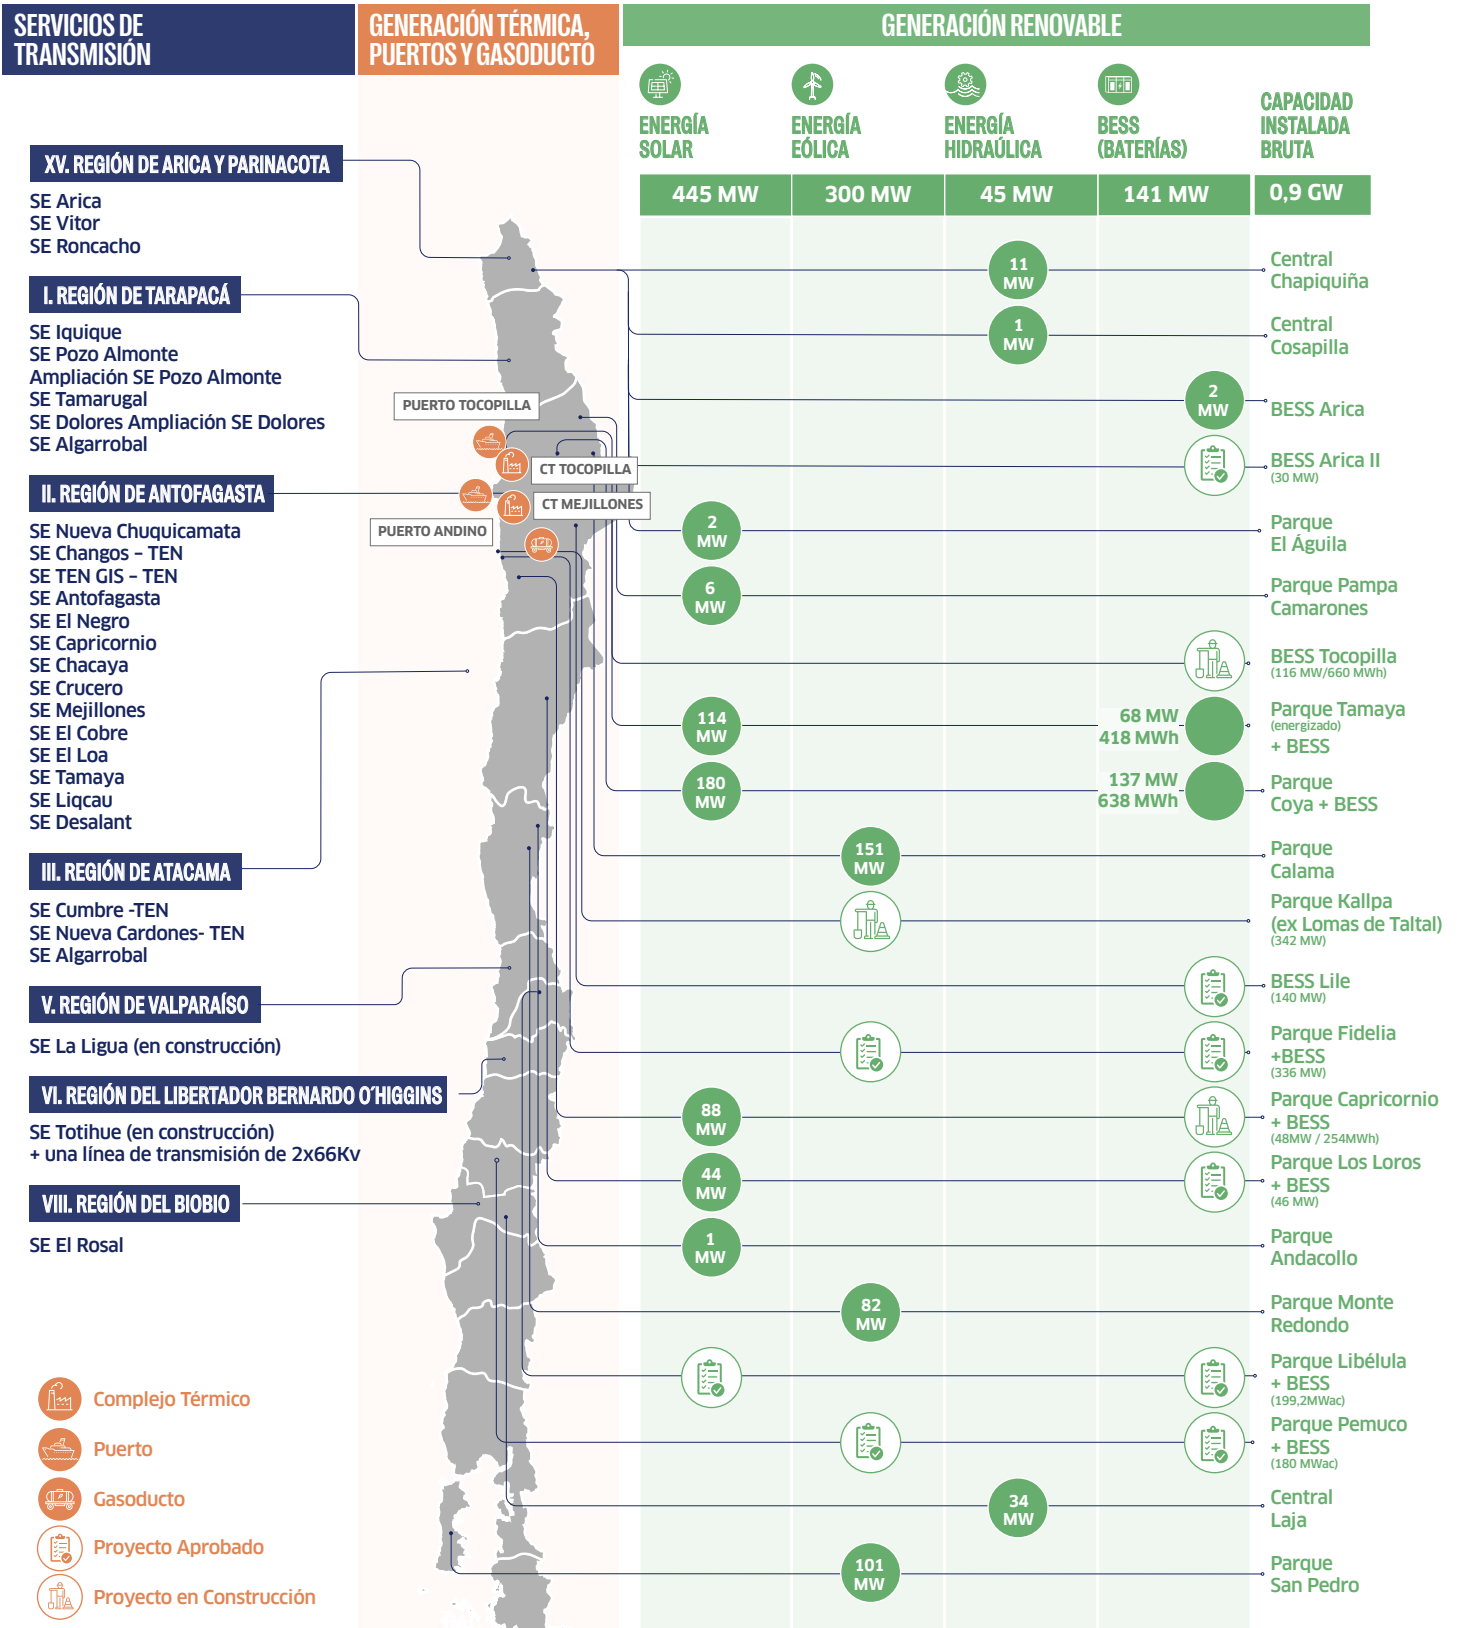 SERVICIOS DE
TRANSMISIÓN
GENERACIÓN TÉRMICA,
PUERTOS Y GASODUCTO
GENERACIÓN RENOVABLE
ENERGÍA
SOLAR
ENERGÍA
EÓLICA
ENERGÍA
HIDRAÚLICA
BESS
(BATERÍAS)
CAPACIDAD
INSTALADA
BRUTA
445 MW
300 MW
45 MW
141 MW
0,9 GW
XV. REGIÓN DE ARICA Y PARINACOTA
SE Arica
SE Vitor
SE Roncacho
I. REGIÓN DE TARAPACÁ
SE Iquique
SE Pozo Almonte
Ampliación SE Pozo Almonte
SE Tamarugal
SE Dolores Ampliación SE Dolores
SE Algarrobal
II. REGIÓN DE ANTOFAGASTA
SE Nueva Chuquicamata
SE Changos – TEN
SE TEN GIS – TEN
SE Antofagasta
SE El Negro
SE Capricornio
SE Chacaya
SE Crucero
SE Mejillones
SE El Cobre
SE El Loa
SE Tamaya
SE Liqcau
SE Desalant
III. REGIÓN DE ATACAMA
SE Cumbre -TEN
SE Nueva Cardones- TEN
SE Algarrobal
V. REGIÓN DE VALPARAÍSO
SE La Ligua (en construcción)
VI. REGIÓN DEL LIBERTADOR BERNARDO O´HIGGINS
SE Totihue (en construcción)
+ una línea de transmisión de 2x66Kv
VIII. REGIÓN DEL BIOBIO
SE El Rosal
Complejo Térmico
Puerto
Gasoducto
Proyecto Aprobado
Proyecto en Construcción
PUERTO TOCOPILLA
CT TOCOPILLA
CT MEJILLONES
PUERTO ANDINO
11
MW
Central
Chapiquiña
1
MW
Central
Cosapilla
2
MW
BESS Arica
BESS Arica II
(30 MW)
2
MW
Parque
El Águila
6
MW
Parque Pampa
Camarones
BESS Tocopilla
(116 MW/660 MWh)
114
MW
68 MW
418 MWh
Parque Tamaya
(energizado)
+ BESS
180
MW
137 MW
638 MWh
Parque
Coya + BESS
151
MW
Parque
Calama
Parque Kallpa
(ex Lomas de Taltal)
(342 MW)
BESS Lile
(140 MW)
Parque Fidelia
+BESS
(336 MW)
88
MW
Parque Capricornio
+ BESS
(48MW / 254MWh)
44
MW
Parque Los Loros
+ BESS
(46 MW)
1
MW
Parque
Andacollo
82
MW
Parque Monte
Redondo
Parque Libélula
+ BESS
(199,2MWac)
Parque Pemuco
+ BESS
(180 MWac)
34
MW
Central
Laja
101
MW
Parque
San Pedro